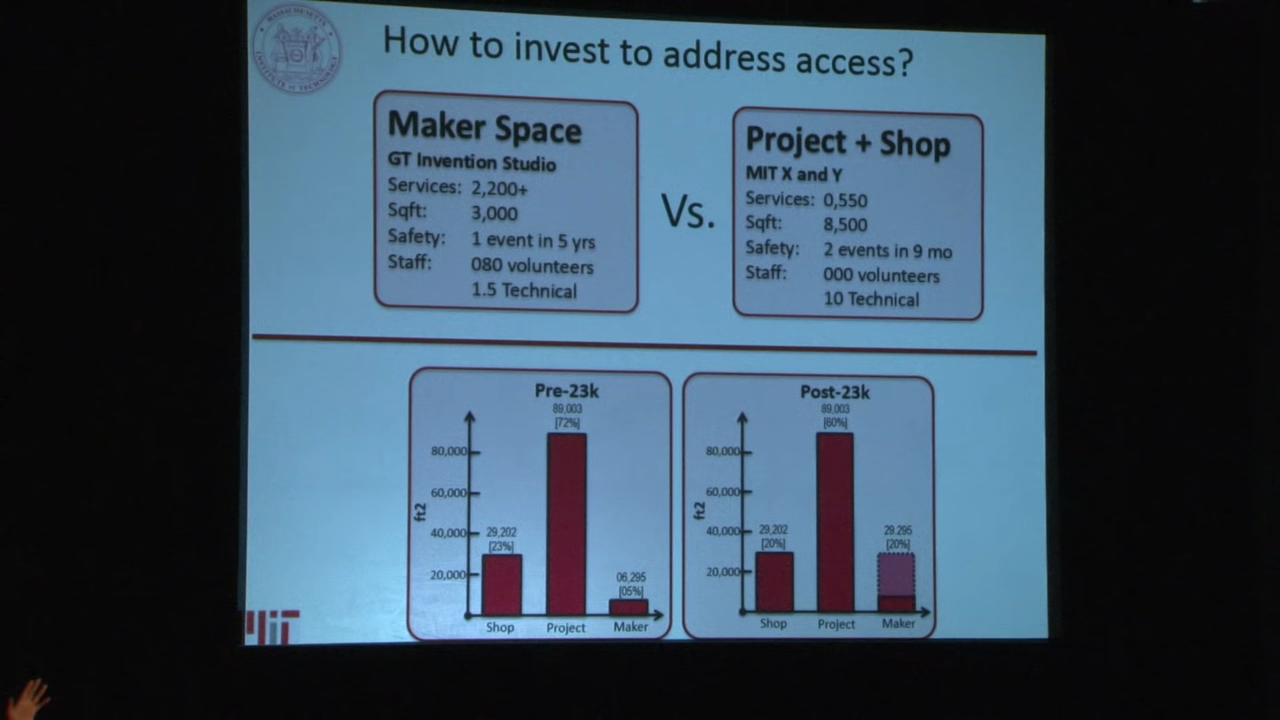 MASSACHUSETTS
INSTITUTE OF TECHNOLOGY
How to invest to address access?
Maker Space
GT Invention Studio
Services: 2,200+
Sqft: 3,000
Safety: 1 event in 5 yrs
Staff: 080 volunteers
1.5 Technical
Vs.
Project + Shop
MIT X and Y
Services: 0,550
Sqft: 8,500
Safety: 2 events in 9 mo
Staff: 000 volunteers
10 Technical
Pre-23k
89,003
[72%]
80,000
60,000
ft2
40,000
29,202
[23%]
20,000
06,295
[05%]
Shop Project Maker
Post-23k
89,003
[60%]
80,000
60,000
ft2
40,000
29,202
[20%]
29.295
[20%]
20,000
Shop Project Maker
MIT